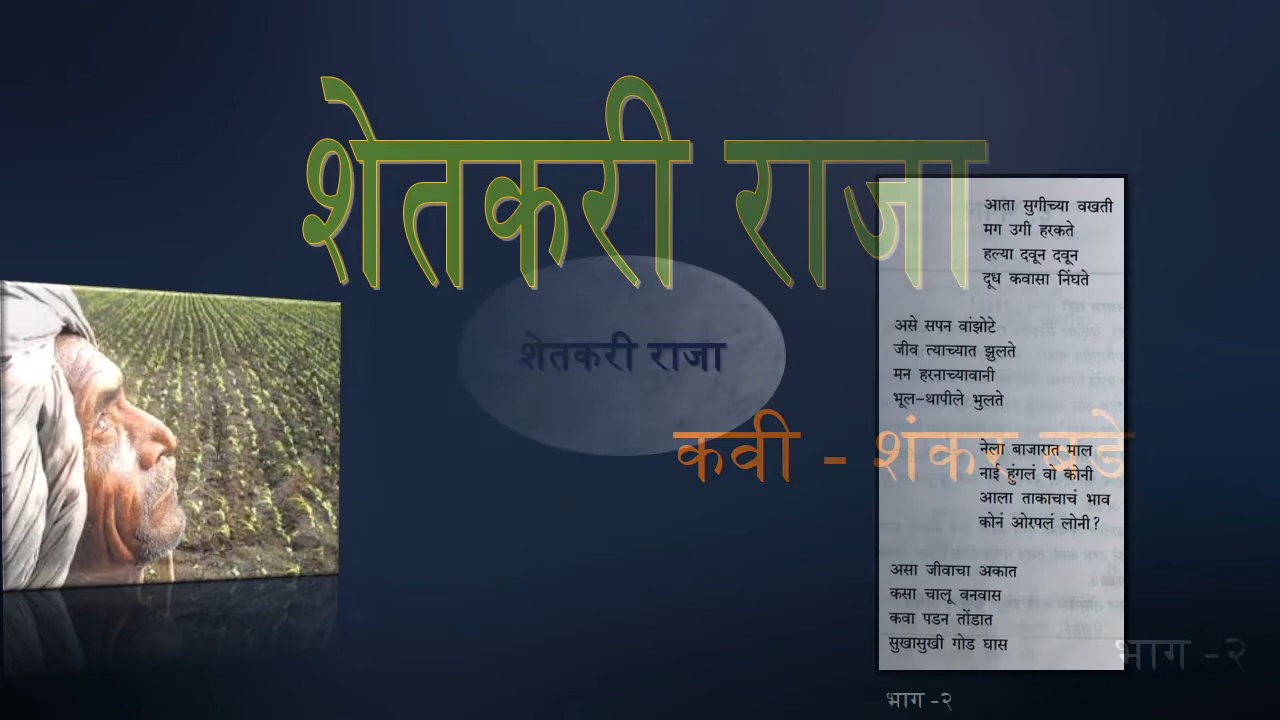 शेतकरी राजा
शेतकरी राजा
कवी - शंकर बडे
आता सुगीच्या वखती
मग उगी हरकते
हल्या दवून दवून
दूध कवासा निंघते
असे सपन वांझोटे
जीव त्याच्यात झुलते
मन हरनाच्यावानी
भूल-थापीले भुलते
नेला बाजारात माल
नाई हुंगलं वो कोनी
आला ताकाचाचं भाव
कोनं ओरपलं लोनी?
असा जीवाचा अकात
कसा चालू वनवास
कवा पडन तोंडात
सुखासुखी गोड घास
भाग -२
भाग -२